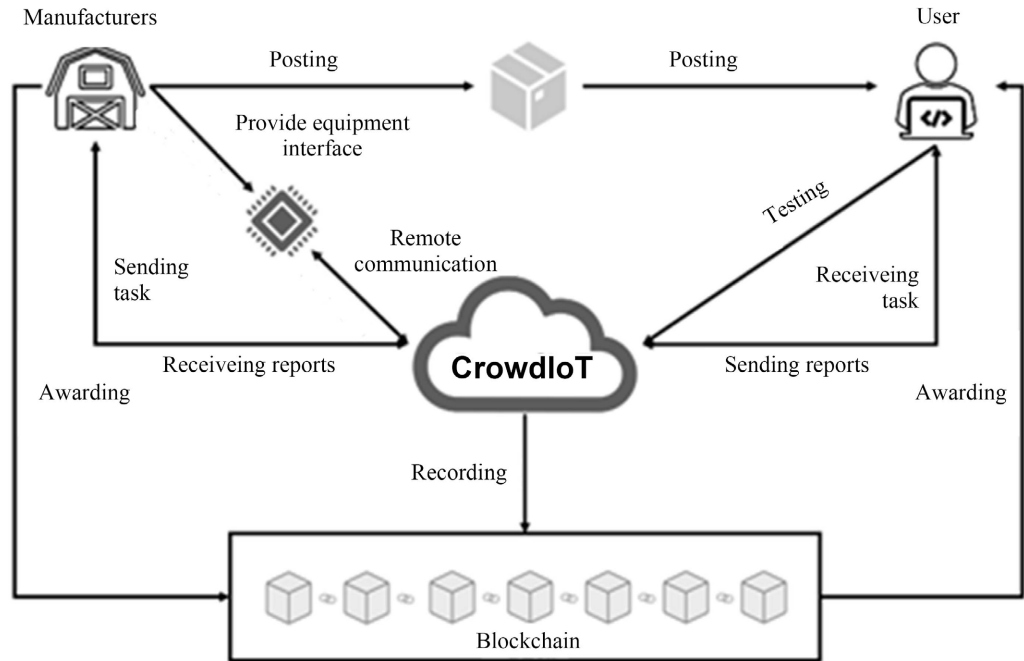 Manufacturers
User
Posting
Posting
Provide equipment
interface
Testing
Remote
communication
Sending
task
Receiveing
task
CrowdIoT
Receiveing reports
Sending reports
Awarding
Awarding
Recording
Blockchain